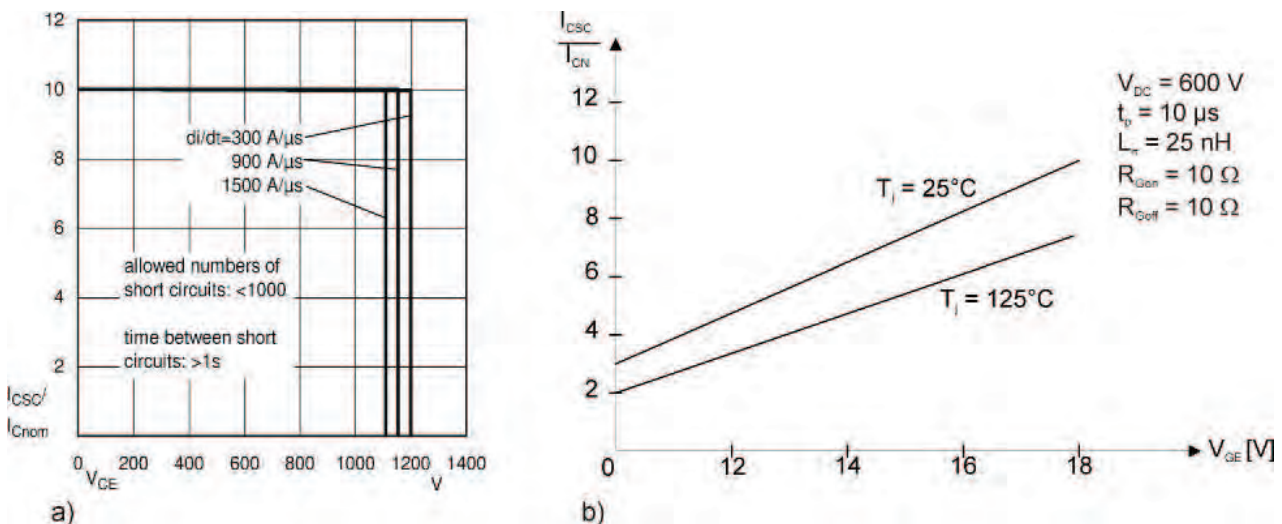 12
10
8
6
4
2
I_CSC/
I_Cnom
di/dt=300 A/µs
900 A/µs
1500 A/µs
allowed numbers of
short circuits: <1000
time between short
circuits: >1s
0 200 400 600 800 1000 1200 1400
V_CE V
a)
I_CSC
T_CN
12
10
8
6
4
2
T_j = 25°C
T_j = 125°C
V_DC = 600 V
t_p = 10 µs
= 25 nH
R_Gon = 10 Ω
R_Goff = 10 Ω
0 12 14 16 18 V_GE [V]
b)